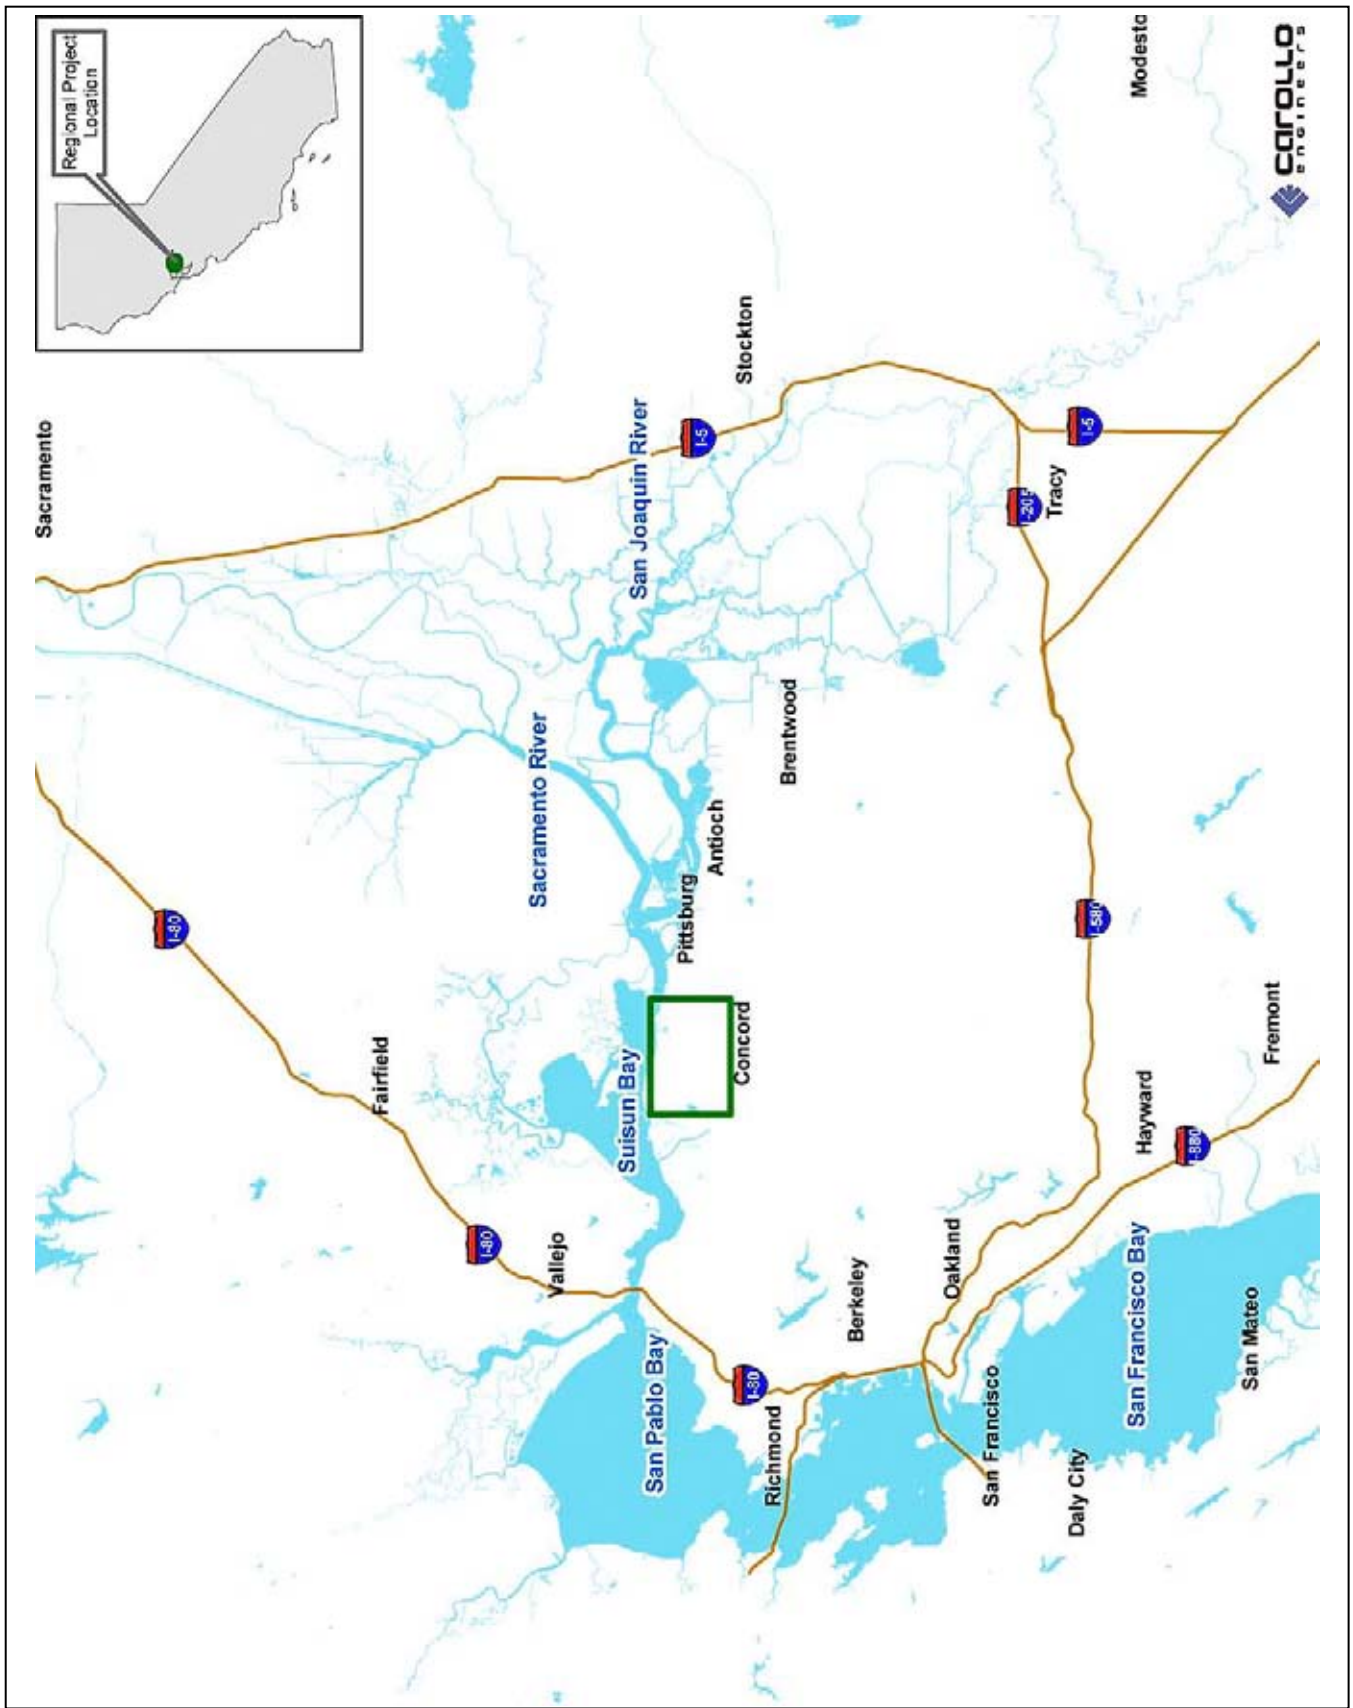 Regional Project
Location
Sacramento
Modesto
carollo
engineers
I-80
Stockton
Fairfield
San Joaquin River
I-5
Sacramento River
I-80
Vallejo
Suisun Bay
Pittsburg
Antioch
Brentwood
Concord
I-5
-205
Tracy
San Pablo Bay
I-80
Richmond
Berkeley
Oakland
I-580
Hayward
I-880
Fremont
San Francisco
Daly City
San Francisco Bay
San Mateo